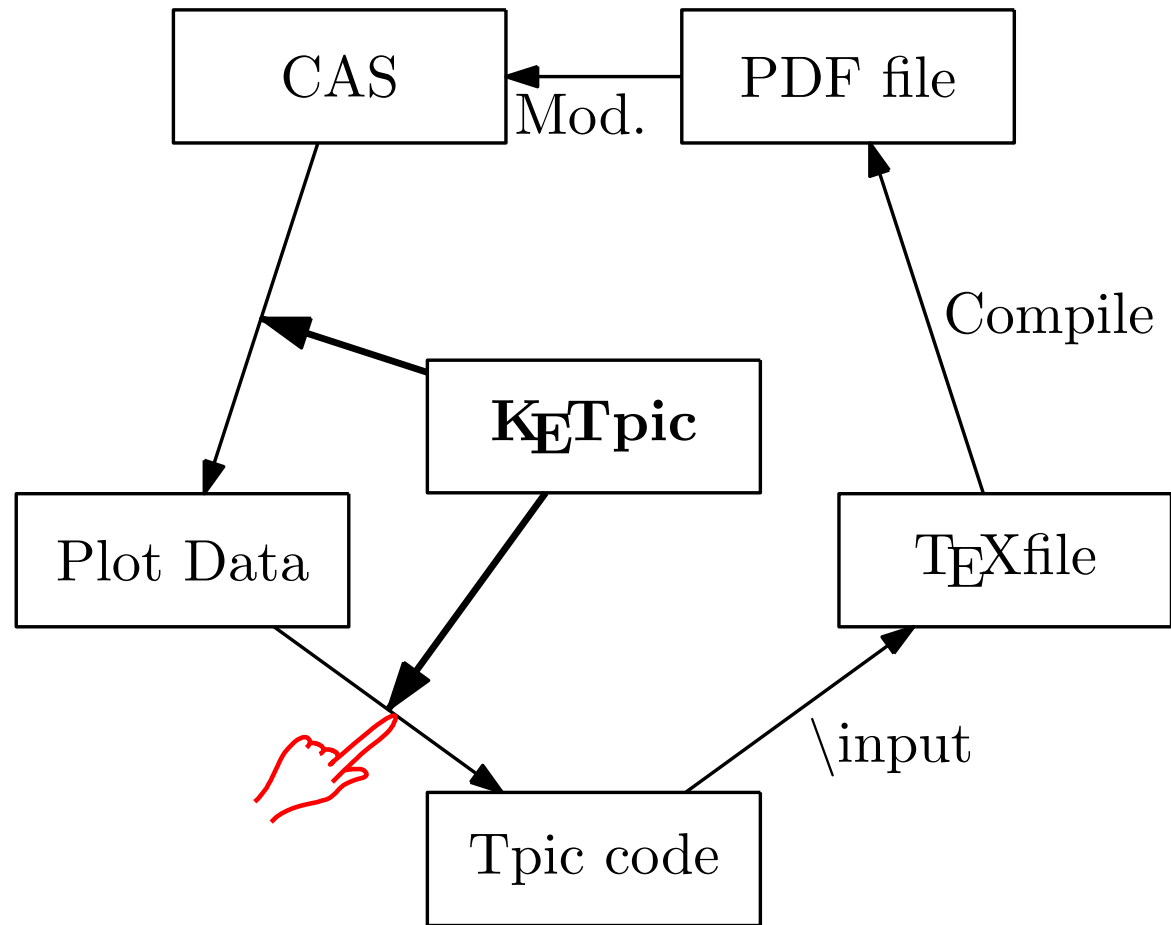 CAS
PDF file
Mod.
Compile
KETpic
Plot Data
TEXfile
\input
Tpic code